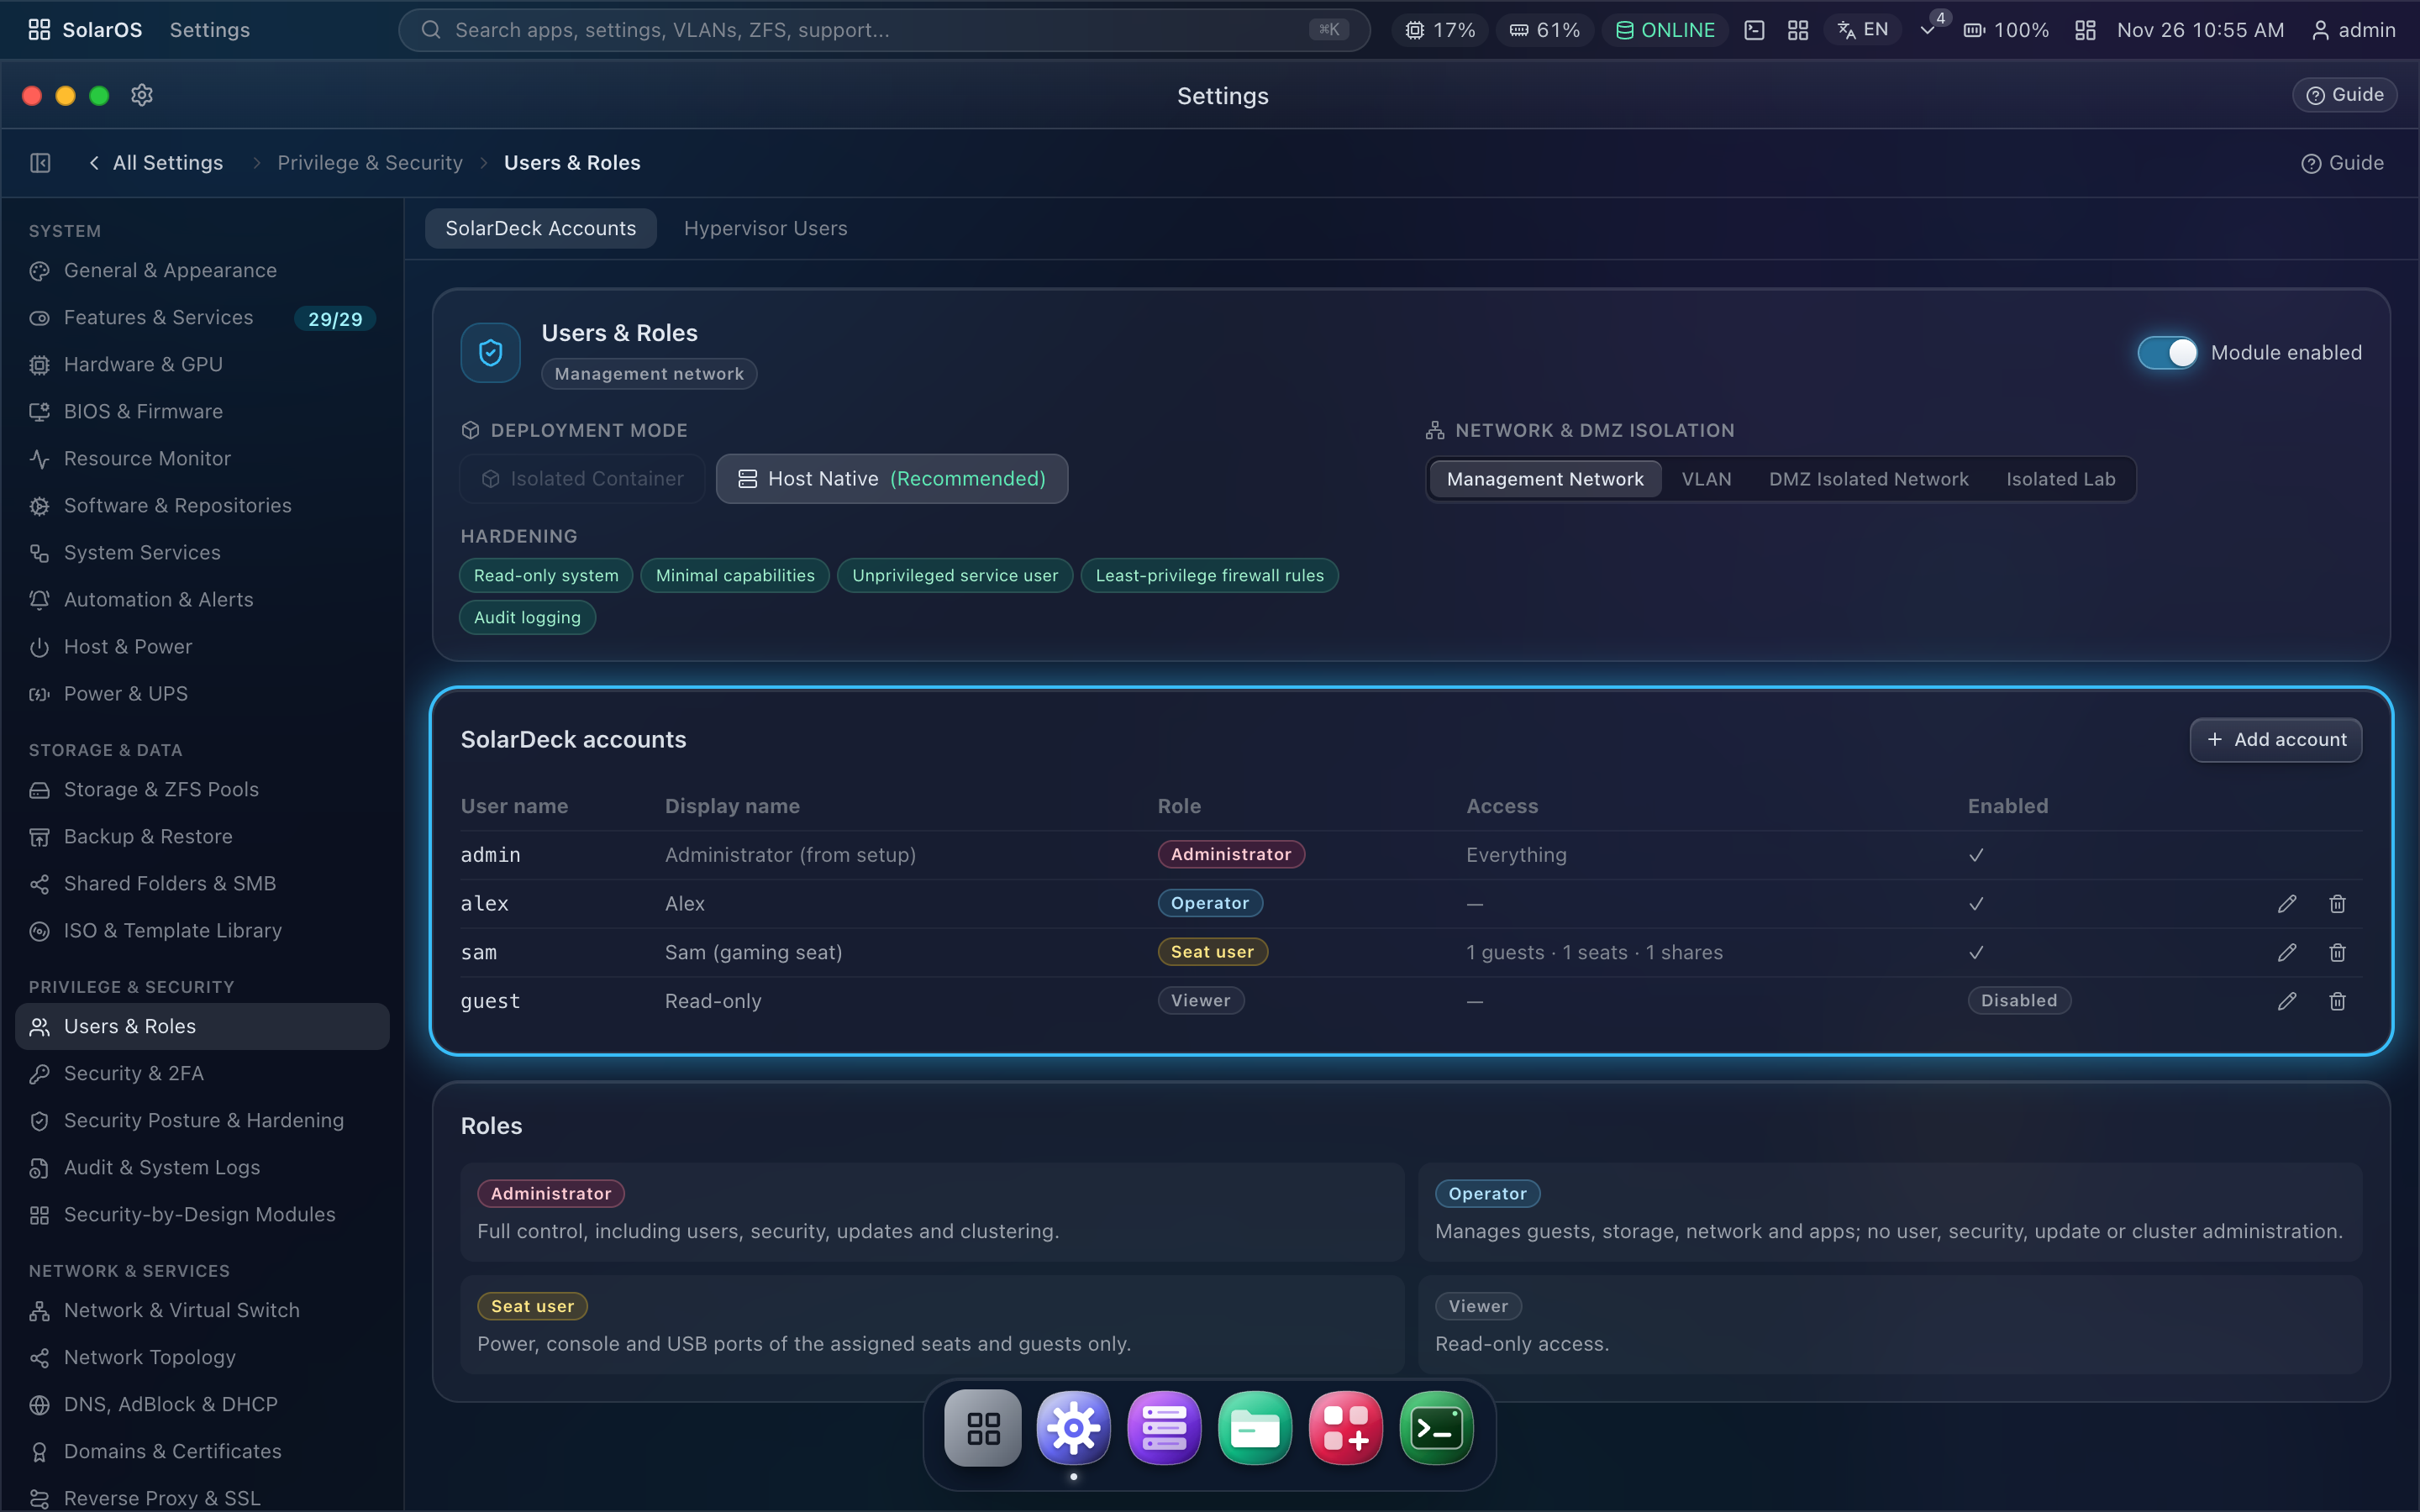 SolarOS Settings Search apps, settings, VLANs, ZFS, support... ⌘K 17% 61% ONLINE EN 4 100% Nov 26 10:55 AM admin
Settings Guide
All Settings Privilege & Security Users & Roles Guide
SYSTEM
General & Appearance
Features & Services 29/29
Hardware & GPU
BIOS & Firmware
Resource Monitor
Software & Repositories
System Services
Automation & Alerts
Host & Power
Power & UPS
STORAGE & DATA
Storage & ZFS Pools
Backup & Restore
Shared Folders & SMB
ISO & Template Library
PRIVILEGE & SECURITY
Users & Roles
Security & 2FA
Security Posture & Hardening
Audit & System Logs
Security-by-Design Modules
NETWORK & SERVICES
Network & Virtual Switch
Network Topology
DNS, AdBlock & DHCP
Domains & Certificates
Reverse Proxy & SSL
SolarDeck Accounts Hypervisor Users
Users & Roles
Management network
Module enabled
DEPLOYMENT MODE
Isolated Container Host Native (Recommended)
NETWORK & DMZ ISOLATION
Management Network VLAN DMZ Isolated Network Isolated Lab
HARDENING
Read-only system Minimal capabilities Unprivileged service user Least-privilege firewall rules
Audit logging
SolarDeck accounts + Add account
User name Display name Role Access Enabled
admin Administrator (from setup) Administrator Everything ✓
alex Alex Operator — ✓
sam Sam (gaming seat) Seat user 1 guests · 1 seats · 1 shares ✓
guest Read-only Viewer — Disabled
Roles
Administrator
Full control, including users, security, updates and clustering.
Operator
Manages guests, storage, network and apps; no user, security, update or cluster administration.
Seat user
Power, console and USB ports of the assigned seats and guests only.
Viewer
Read-only access.